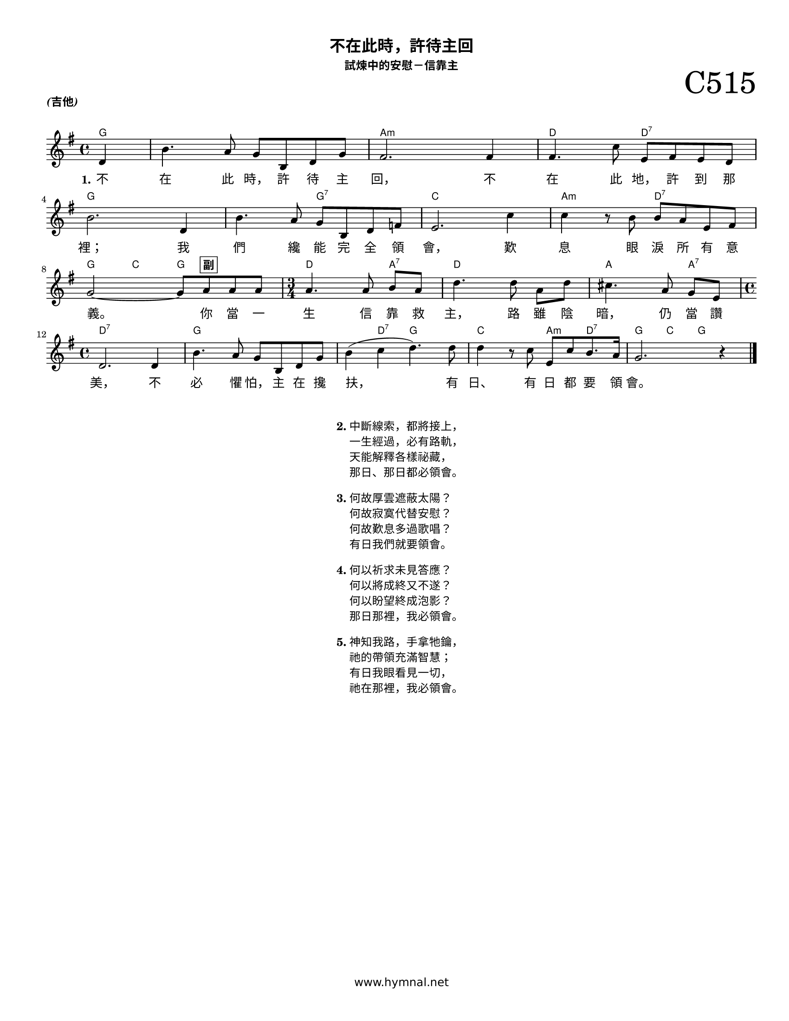 不在此時，許待主回
試煉中的安慰－信靠主
C515
(吉他)
G Am D D7
1. 不 在 此 時， 許 待 主 回， 不 在 此 地， 許 到 那
4 G G7 C Am D7
裡； 我 們 纔 能 完 全 領 會， 歎 息 眼 淚 所 有 意
8 G C G 副 D A7 D A A7
義。 你 當 一 生 信 靠 救 主， 路 雖 陰 暗， 仍 當 讚
12 D7 G D7 G C Am D7 G C G
美， 不 必 懼 怕， 主 在 攙 扶， 有 日、 有 日 都 要 領 會。
2. 中斷線索，都將接上，
一生經過，必有路軌，
天能解釋各樣祕藏，
那日、那日都必領會。
3. 何故厚雲遮蔽太陽？
何故寂寞代替安慰？
何故歎息多過歌唱？
有日我們就要領會。
4. 何以祈求未見答應？
何以將成終又不遂？
何以盼望終成泡影？
那日那裡，我必領會。
5. 神知我路，手拿牠鑰，
祂的帶領充滿智慧；
有日我眼看見一切，
祂在那裡，我必領會。
www.hymnal.net